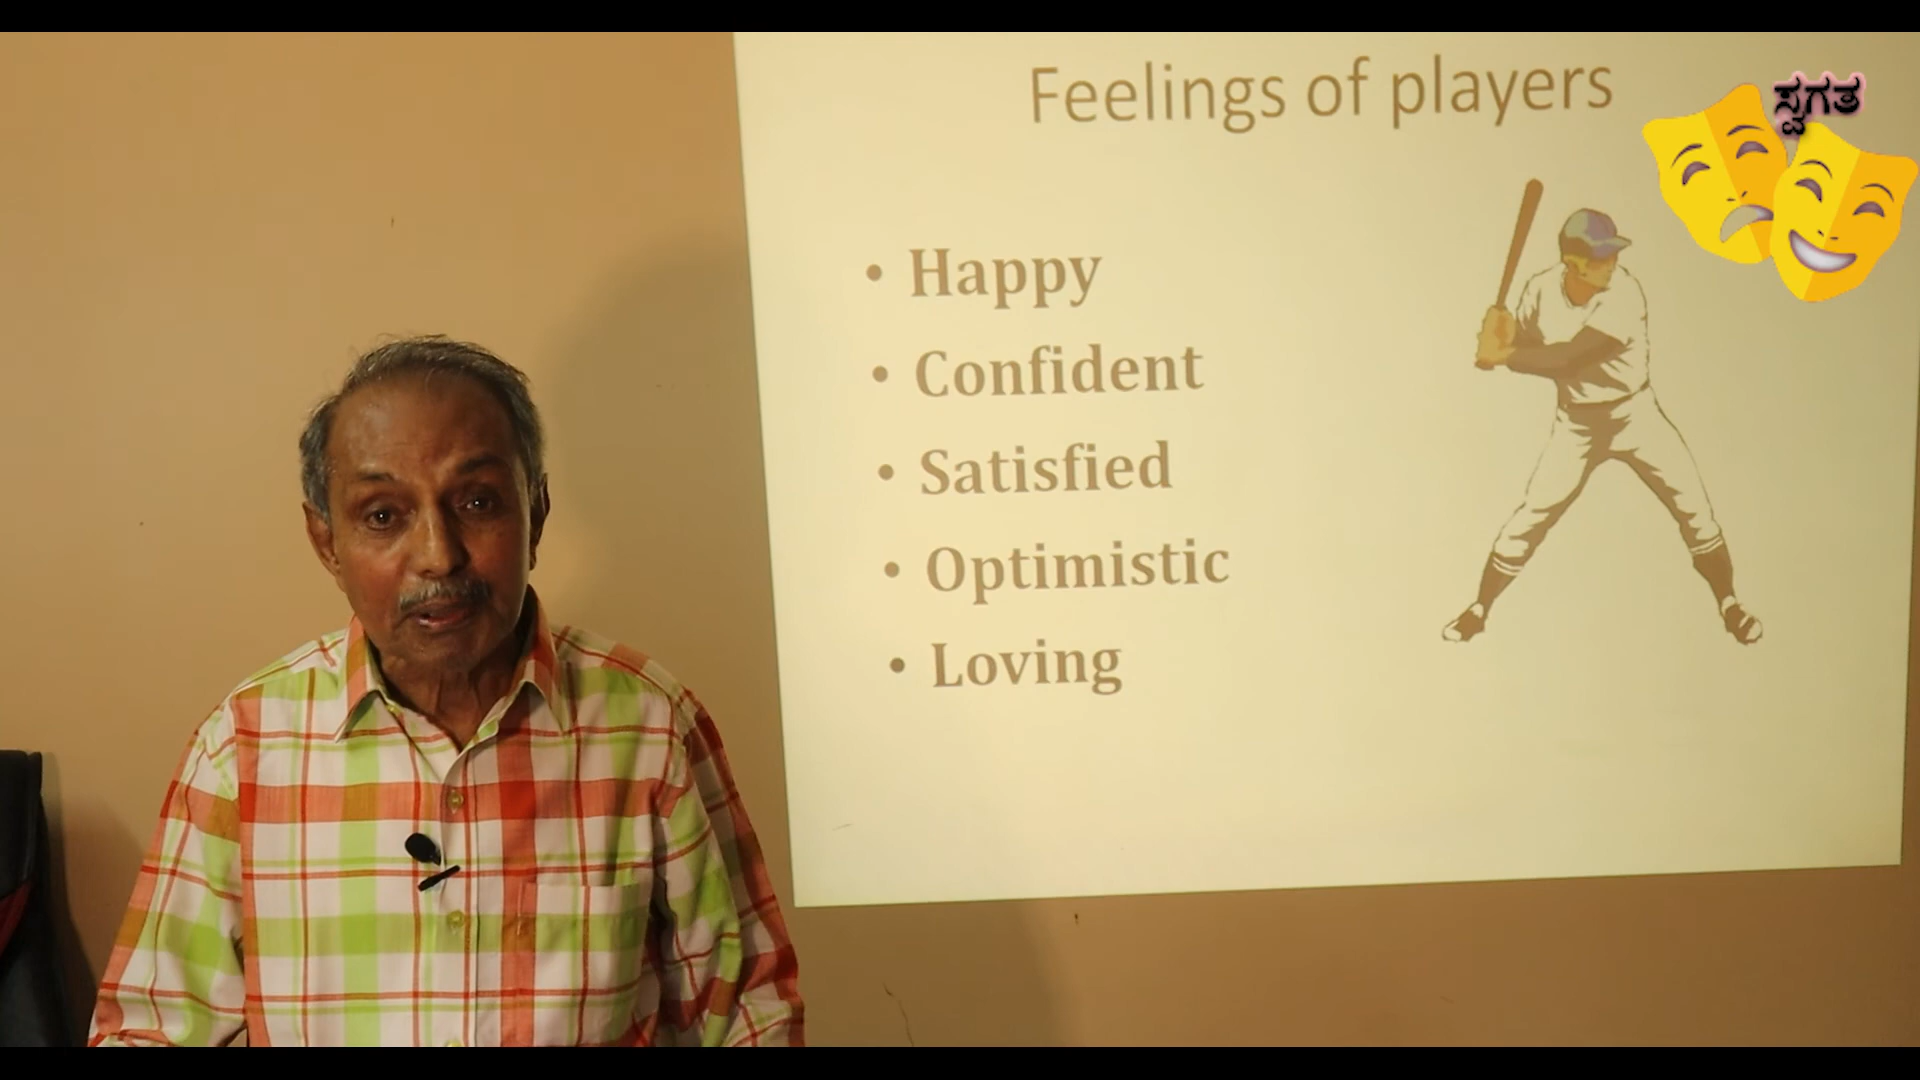 Feelings of players
ಸ್ವಗತ
• Happy
• Confident
• Satisfied
• Optimistic
• Loving